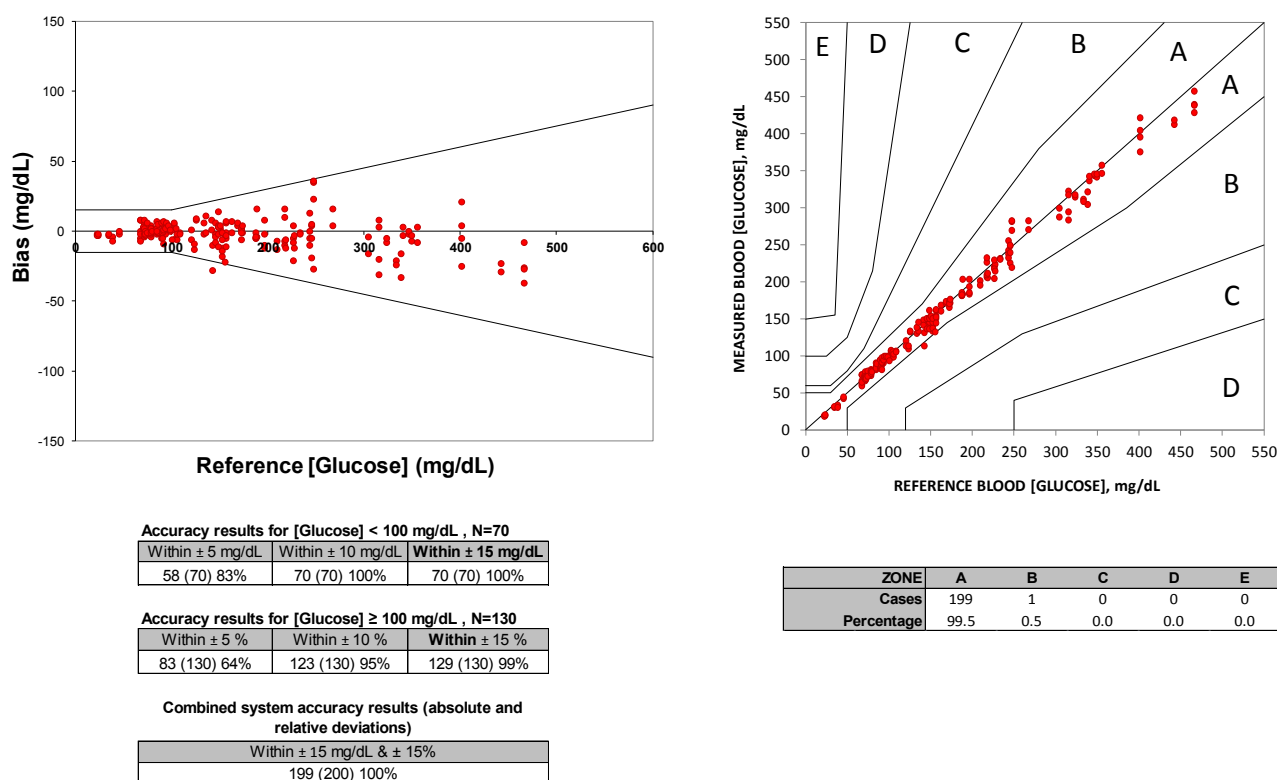 150
100
50
0
-50
-100
-150
100
200
300
400
500
600
Bias (mg/dL)
Reference [Glucose] (mg/dL)
E
D
C
B
A
A
B
C
D
550
500
450
400
350
300
250
200
150
100
50
0
0 50 100 150 200 250 300 350 400 450 500 550
MEASURED BLOOD [GLUCOSE], mg/dL
REFERENCE BLOOD [GLUCOSE], mg/dL
Accuracy results for [Glucose] < 100 mg/dL , N=70
Within ± 5 mg/dL Within ± 10 mg/dL Within ± 15 mg/dL
58 (70) 83% 70 (70) 100% 70 (70) 100%
Accuracy results for [Glucose] ≥ 100 mg/dL , N=130
Within ± 5 % Within ± 10 % Within ± 15 %
83 (130) 64% 123 (130) 95% 129 (130) 99%
Combined system accuracy results (absolute and
relative deviations)
Within ± 15 mg/dL & ± 15%
199 (200) 100%
ZONE A B C D E
Cases 199 1 0 0 0
Percentage 99.5 0.5 0.0 0.0 0.0